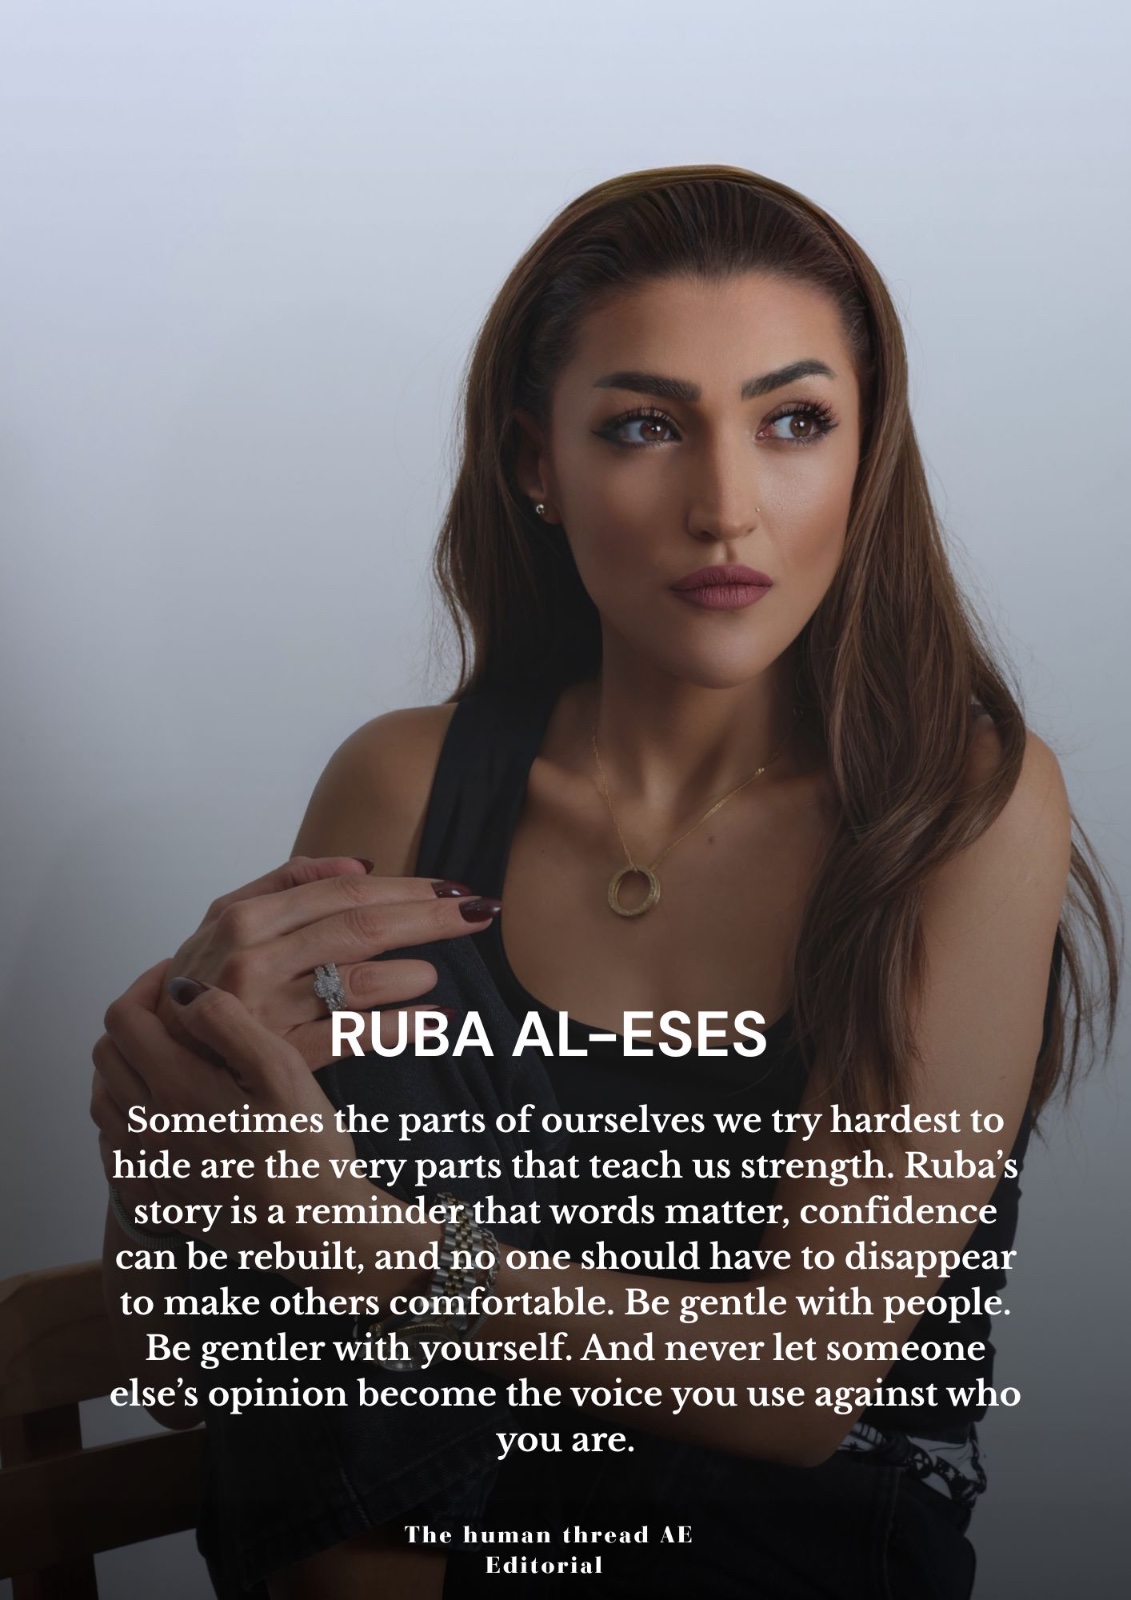 RUBA AL-ESES
Sometimes the parts of ourselves we try hardest to
hide are the very parts that teach us strength. Ruba’s
story is a reminder that words matter, confidence
can be rebuilt, and no one should have to disappear
to make others comfortable. Be gentle with people.
Be gentler with yourself. And never let someone
else’s opinion become the voice you use against who
you are.
The human thread AE
Editorial